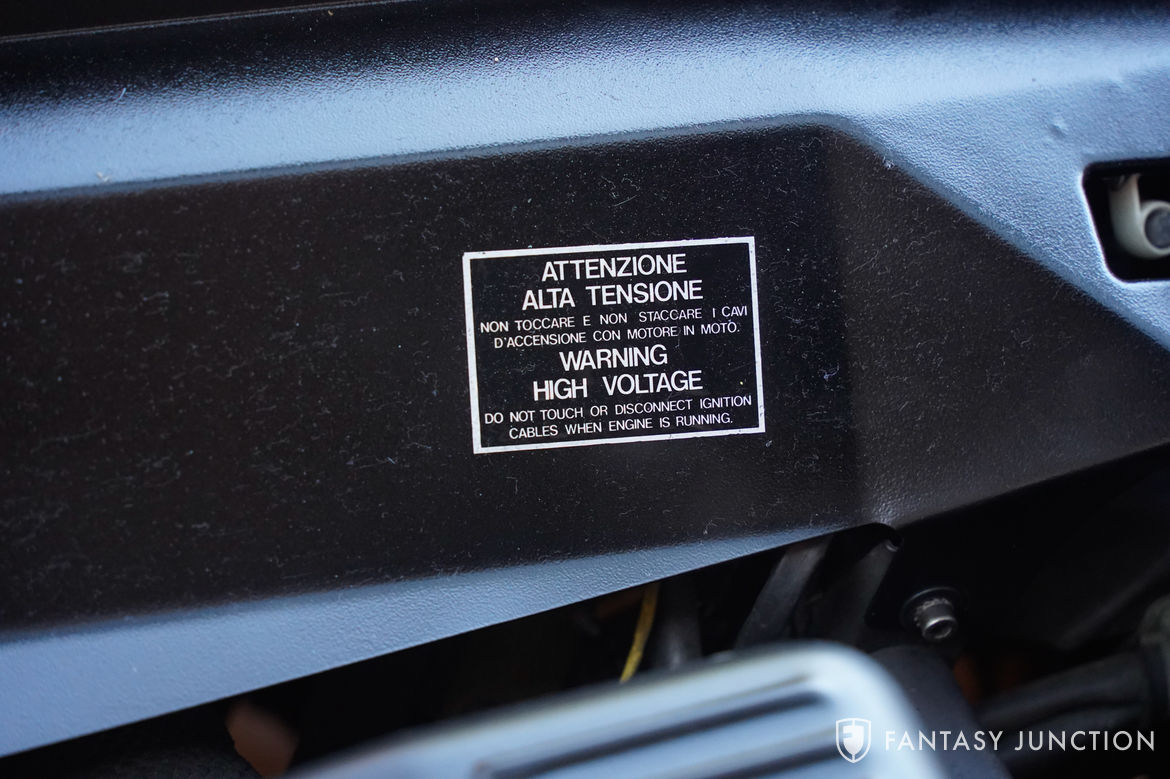 ATTENZIONE
ALTA TENSIONE
NON TOCCARE E NON STACCARE I CAVI
D'ACCENSIONE CON MOTORE IN MOTÒ.
WARNING
HIGH VOLTAGE
DO NOT TOUCH OR DISCONNECT IGNITION
CABLES WHEN ENGINE IS RUNNING.
FANTASY JUNCTION